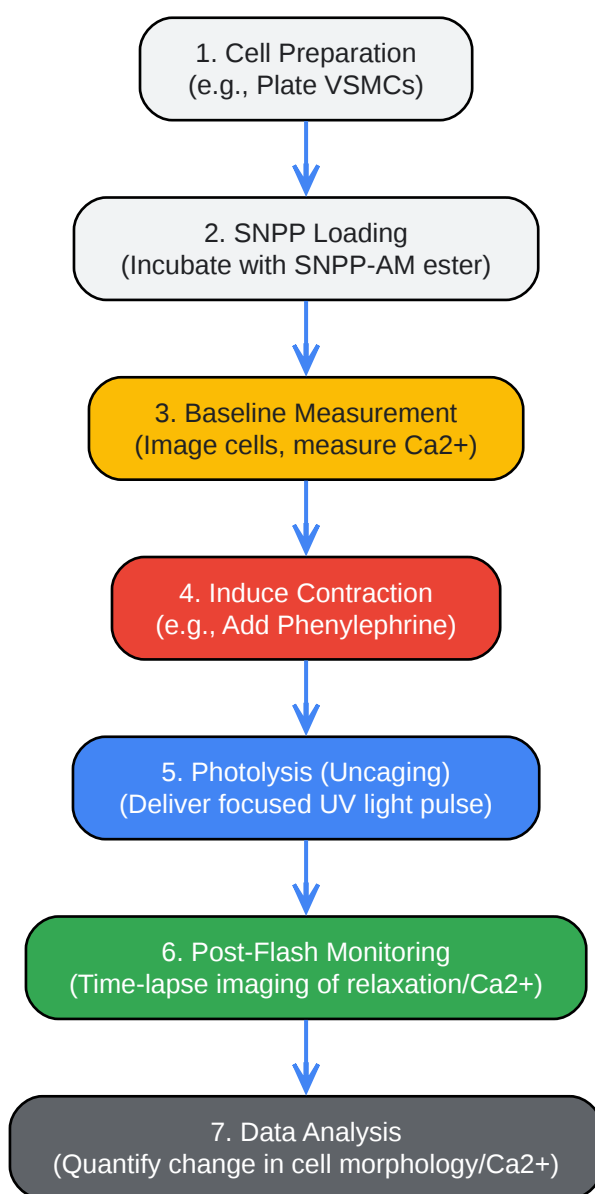 1. Cell Preparation
(e.g., Plate VSMCs)
2. SNPP Loading
(Incubate with SNPP-AM ester)
3. Baseline Measurement
(Image cells, measure Ca2+)
4. Induce Contraction
(e.g., Add Phenylephrine)
5. Photolysis (Uncaging)
(Deliver focused UV light pulse)
6. Post-Flash Monitoring
(Time-lapse imaging of relaxation/Ca2+)
7. Data Analysis
(Quantify change in cell morphology/Ca2+)